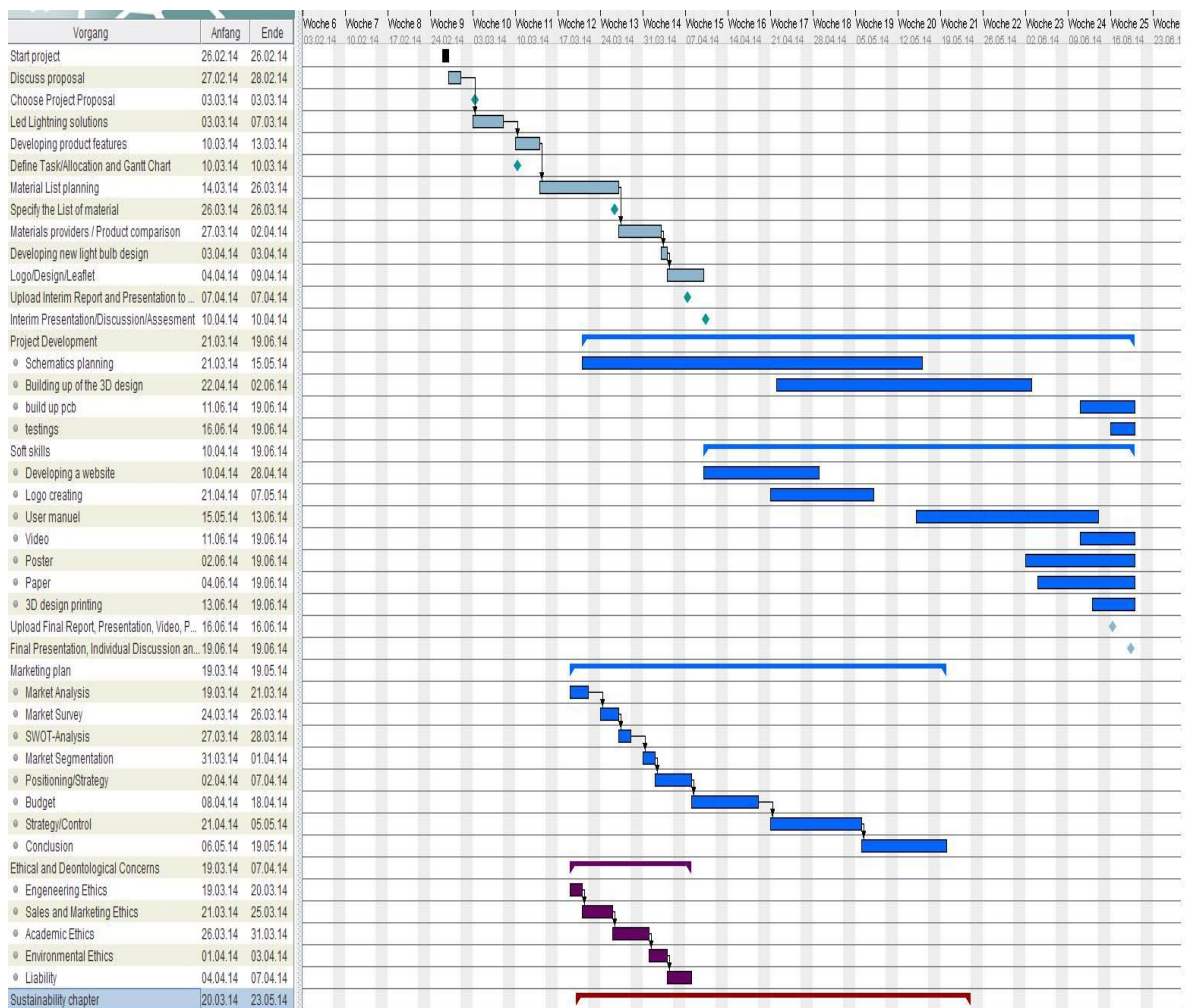 Woche 6 Woche 7 Woche 8 Woche 9 Woche 10 Woche 11 Woche 12 Woche 13 Woche 14 Woche 15 Woche 16 Woche 17 Woche 18 Woche 19 Woche 20 Woche 21 Woche 22 Woche 23 Woche 24 Woche 25 Woche
Vorgang Anfang Ende 03.02.14 10.02.14 17.02.14 24.02.14 03.03.14 10.03.14 17.03.14 24.03.14 31.03.14 07.04.14 14.04.14 21.04.14 28.04.14 05.05.14 12.05.14 19.05.14 26.05.14 02.06.14 09.06.14 16.06.14 23.06.1
Start project 26.02.14 26.02.14
Discuss proposal 27.02.14 28.02.14
Choose Project Proposal 03.03.14 03.03.14
Led Lightning solutions 03.03.14 07.03.14
Developing product features 10.03.14 13.03.14
Define Task/Allocation and Gantt Chart 10.03.14 10.03.14
Material List planning 14.03.14 26.03.14
Specify the List of material 26.03.14 26.03.14
Materials providers / Product comparison 27.03.14 02.04.14
Developing new light bulb design 03.04.14 03.04.14
Logo/Design/Leaflet 04.04.14 09.04.14
Upload Interim Report and Presentation to ... 07.04.14 07.04.14
Interim Presentation/Discussion/Assesment 10.04.14 10.04.14
Project Development 21.03.14 19.06.14
Schematics planning 21.03.14 15.05.14
Building up of the 3D design 22.04.14 02.06.14
build up pcb 11.06.14 19.06.14
testings 16.06.14 19.06.14
Soft skills 10.04.14 19.06.14
Developing a website 10.04.14 28.04.14
Logo creating 21.04.14 07.05.14
User manuel 15.05.14 13.06.14
Video 11.06.14 19.06.14
Poster 02.06.14 19.06.14
Paper 04.06.14 19.06.14
3D design printing 13.06.14 19.06.14
Upload Final Report, Presentation, Video, P... 16.06.14 16.06.14
Final Presentation, Individual Discussion an... 19.06.14 19.06.14
Marketing plan 19.03.14 19.05.14
Market Analysis 19.03.14 21.03.14
Market Survey 24.03.14 26.03.14
SWOT-Analysis 27.03.14 28.03.14
Market Segmentation 31.03.14 01.04.14
Positioning/Strategy 02.04.14 07.04.14
Budget 08.04.14 18.04.14
Strategy/Control 21.04.14 05.05.14
Conclusion 06.05.14 19.05.14
Ethical and Deontological Concerns 19.03.14 07.04.14
Engeneering Ethics 19.03.14 20.03.14
Sales and Marketing Ethics 21.03.14 25.03.14
Academic Ethics 26.03.14 31.03.14
Environmental Ethics 01.04.14 03.04.14
Liability 04.04.14 07.04.14
Sustainability chapter 20.03.14 23.05.14